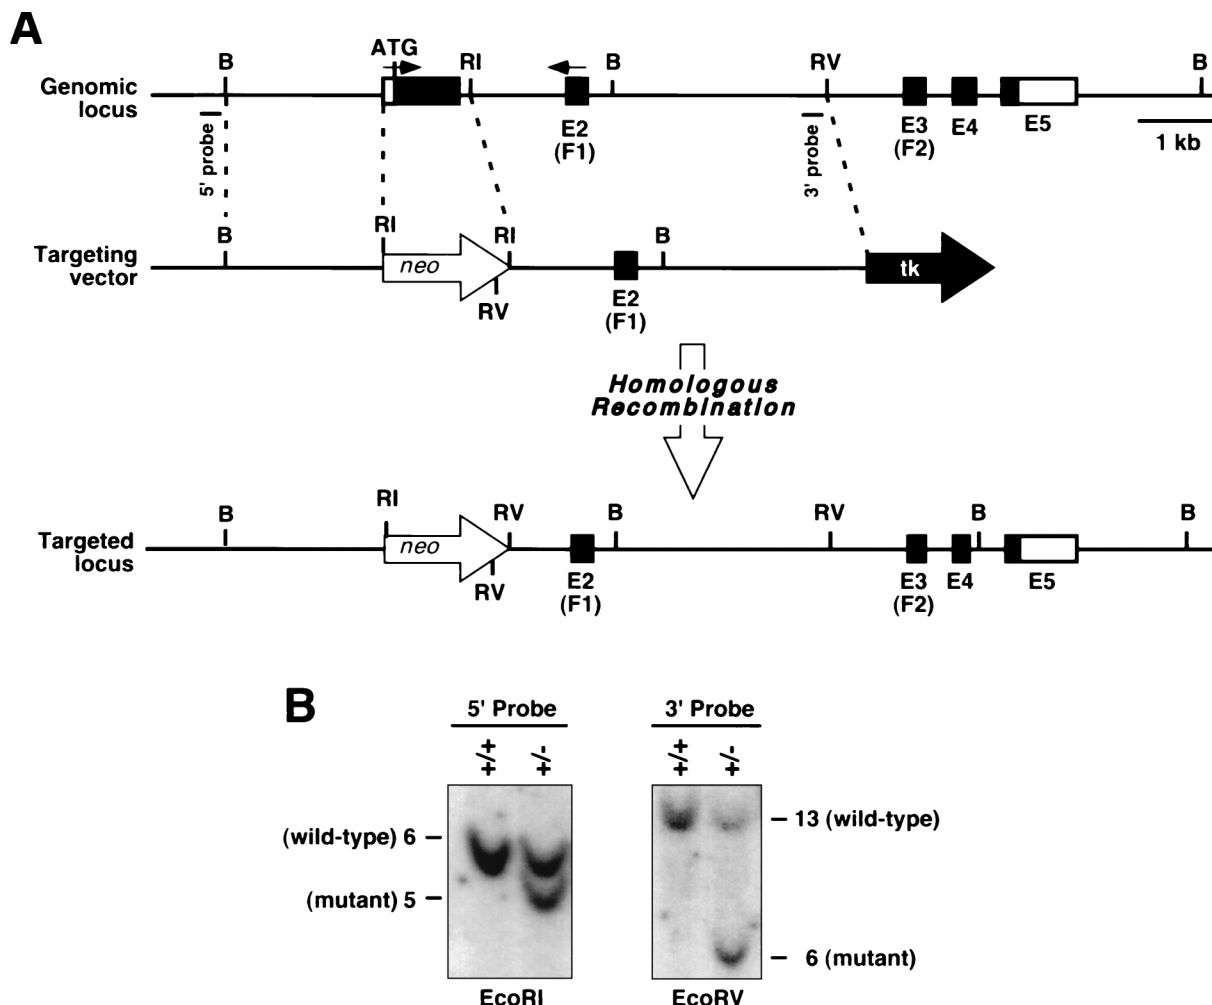 A
ATG
B RI B RV B
Genomic
locus
E2
(F1)
E3
(F2)
E4 E5
1 kb
5' probe
3' probe
RI
B RI B
Targeting
vector
neo
tk
RV
E2
(F1)
Homologous
Recombination
RI
B RV B RV B B
Targeted
locus
neo
RV
E2
(F1)
E3
(F2)
E4 E5
B
5' Probe 3' Probe
+/+ +/- +/+ +/-
(wild-type) 6
(mutant) 5
13 (wild-type)
6 (mutant)
EcoRI EcoRV